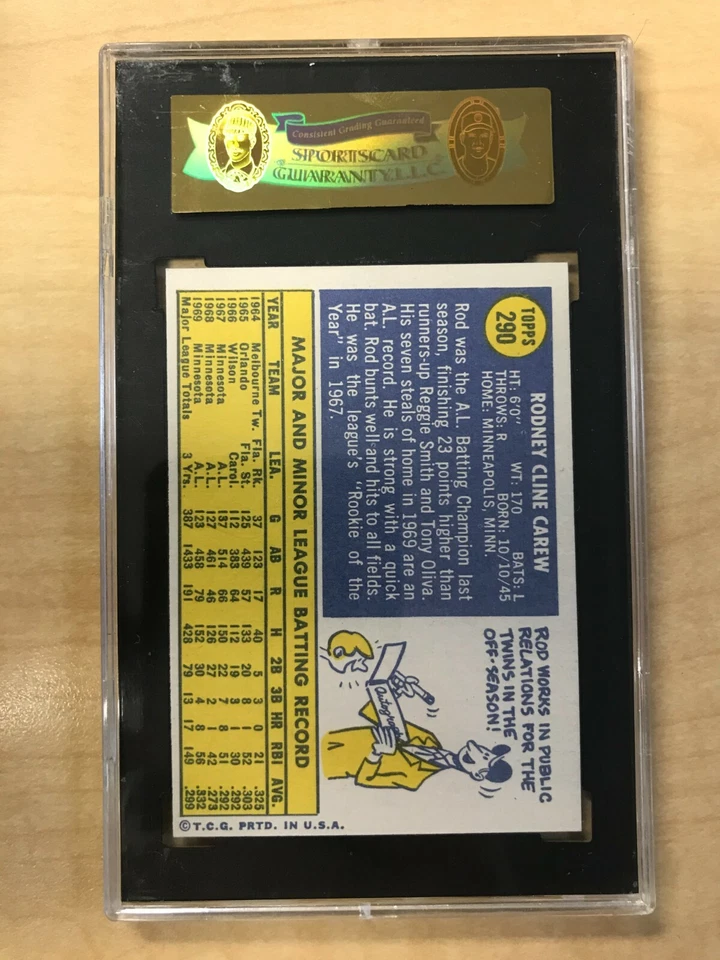 Consistent Grading Guaranteed
SPORTSCARD
GUARANTY L.L.C.
TOPPS
290
RODNEY CLINE CAREW
HT: 6'0" WT: 170 BATS: L
THROWS: R BORN: 10/10/45
HOME: MINNEAPOLIS, MINN.
Rod was the A.L. Batting Champion last
season, finishing 23 points higher than
runners-up Reggie Smith and Tony Oliva.
His seven steals of home in 1969 are an
A.L. record. He is strong with a quick
bat. Rod bunts well and hits to all fields.
He was the league's "Rookie of the
Year" in 1967.
ROD WORKS IN PUBLIC
RELATIONS FOR THE
TWINS IN THE
OFF-SEASON!
Autographs
MAJOR AND MINOR LEAGUE BATTING RECORD
YEAR TEAM LEA. G AB R H 2B 3B HR RBI AVG.
1964 Melbourne Tw. Fla. Rk. 37 123 17 40 5 3 0 21 .325
1965 Orlando Fla. St. 125 439 57 133 20 8 1 52 .303
1966 Wilson Carol. 112 383 64 112 19 3 1 30 .292
1967 Minnesota A.L. 137 514 66 150 22 7 8 51 .292
1968 Minnesota A.L. 127 461 46 126 27 2 1 42 .273
1969 Minnesota A.L. 123 458 79 152 30 4 8 56 .332
Major League Totals 3 Yrs. 387 1433 191 428 79 13 17 149 .299
© T.C.G. PRTD. IN U.S.A.